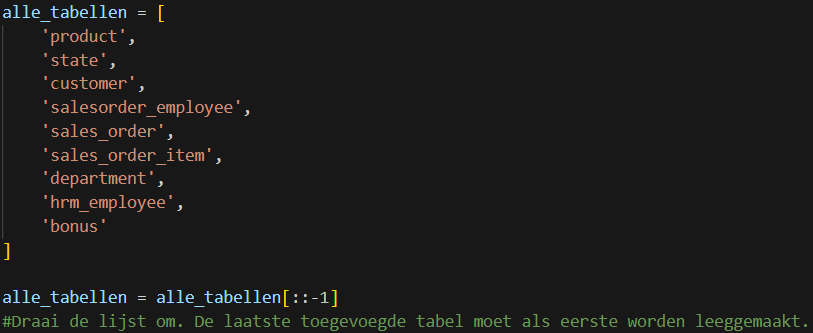 alle_tabellen = [
    'product',
    'state',
    'customer',
    'salesorder_employee',
    'sales_order',
    'sales_order_item',
    'department',
    'hrm_employee',
    'bonus'
]
alle_tabellen = alle_tabellen[::-1]
#Draai de lijst om. De laatste toegevoegde tabel moet als eerste worden leeggemaakt.